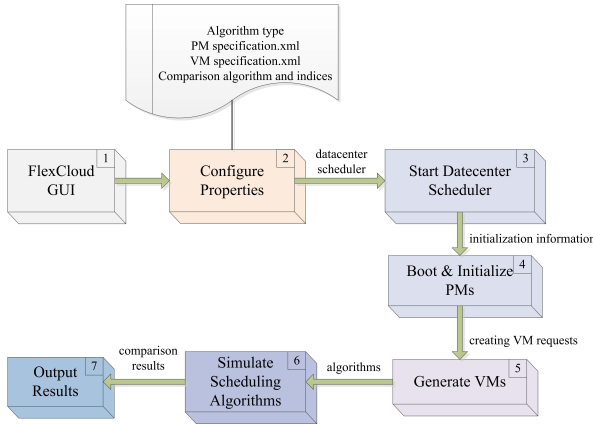 Algorithm type
PM specification.xml
VM specification.xml
Comparison algorithm and indices
1
FlexCloud
GUI
2
Configure
Properties
datacenter
scheduler
3
Start Datecenter
Scheduler
initialization information
4
Boot & Initialize
PMs
creating VM requests
5
Generate VMs
algorithms
6
Simulate
Scheduling
Algorithms
comparison
results
7
Output
Results